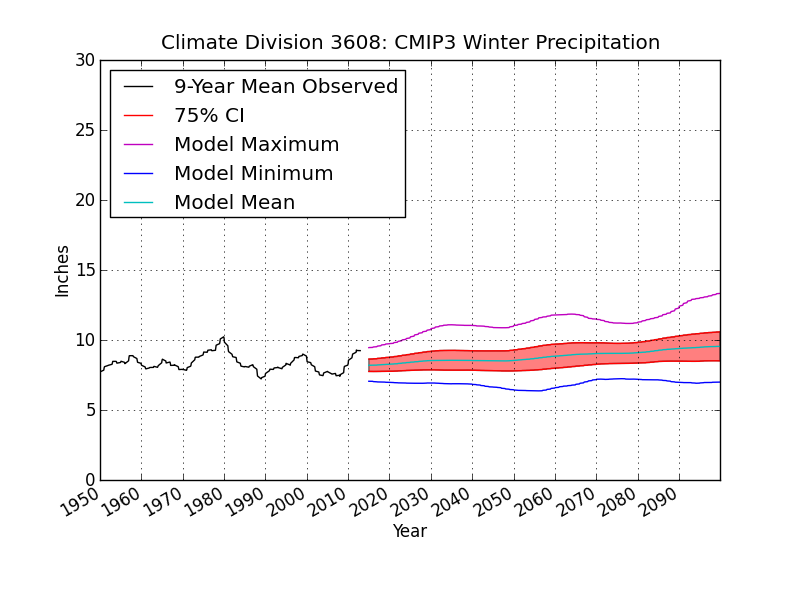 Climate Division 3608: CMIP3 Winter Precipitation
30
25
20
15
10
5
0
Inches
9-Year Mean Observed
75% CI
Model Maximum
Model Minimum
Model Mean
1950 1960 1970 1980 1990 2000 2010 2020 2030 2040 2050 2060 2070 2080 2090
Year